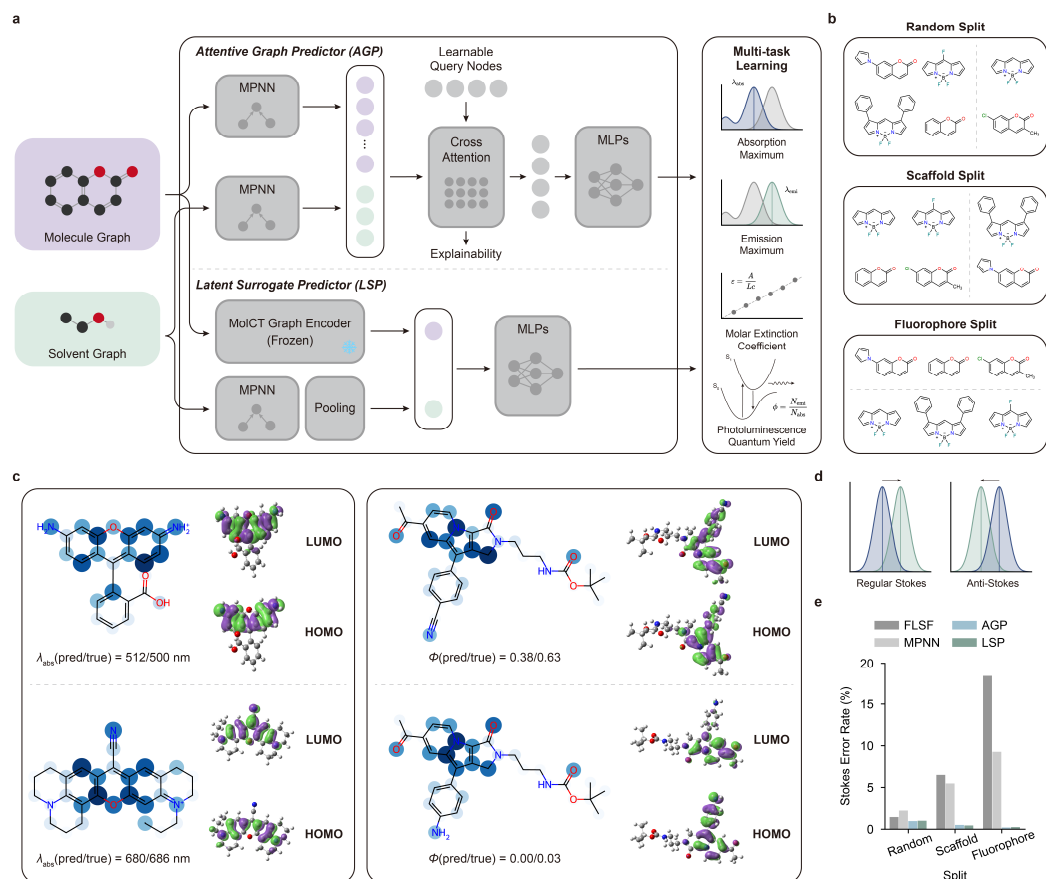 a
Attentive Graph Predictor (AGP)
MPNN
MPNN
Learnable
Query Nodes
Cross
Attention
Explainability
MLPs
Molecule Graph
Solvent Graph
Latent Surrogate Predictor (LSP)
MolCT Graph Encoder
(Frozen)
MPNN
Pooling
MLPs
Multi-task
Learning
λabs
Absorption
Maximum
λemi
Emission
Maximum
ε = A / Lc
Molar Extinction
Coefficient
S₁
S₀
ϕ = Nemi / Nabs
Photoluminescence
Quantum Yield
b
Random Split
Scaffold Split
Fluorophore Split
c
LUMO
HOMO
λabs(pred/true) = 512/500 nm
LUMO
HOMO
λabs(pred/true) = 680/686 nm
LUMO
HOMO
Φ(pred/true) = 0.38/0.63
LUMO
HOMO
Φ(pred/true) = 0.00/0.03
d
Regular Stokes
Anti-Stokes
e
FLSF
AGP
MPNN
LSP
Stokes Error Rate (%)
20
15
10
5
0
Random
Scaffold
Fluorophore
Split